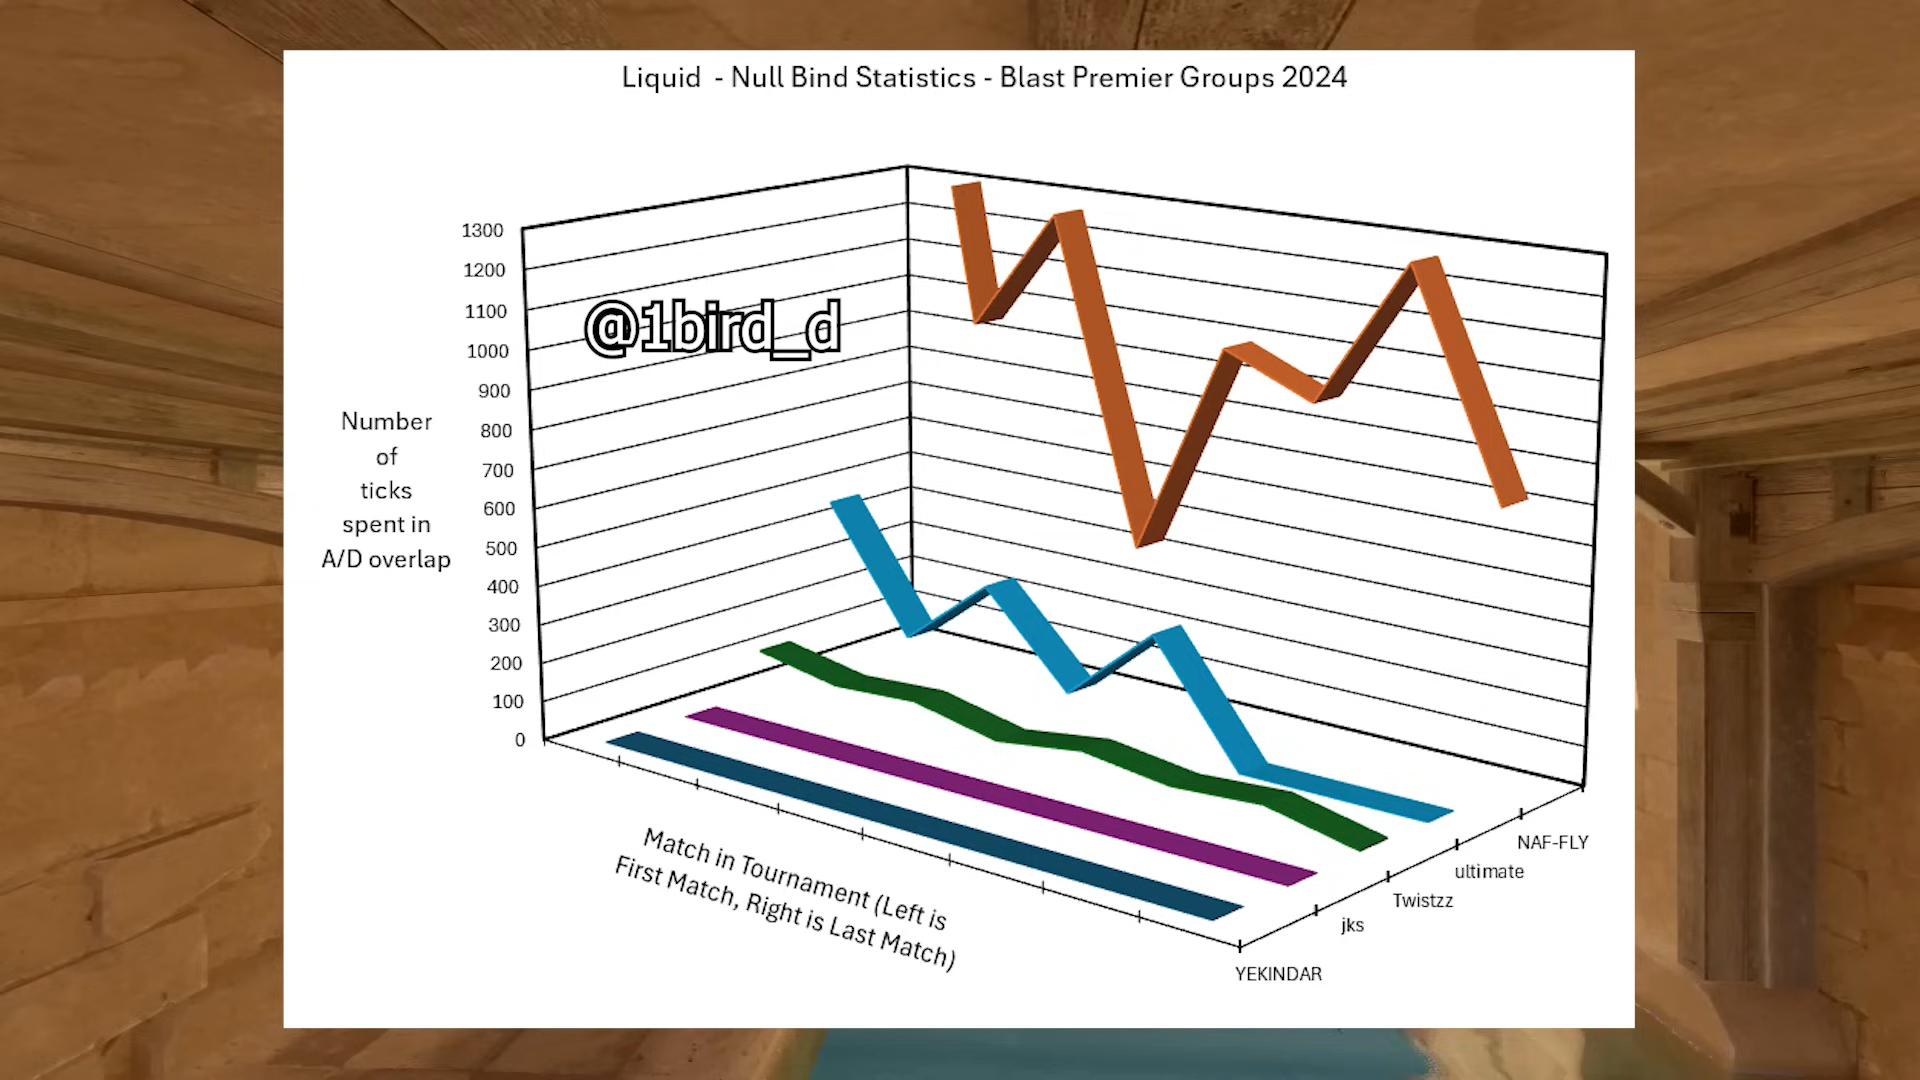 Liquid - Null Bind Statistics - Blast Premier Groups 2024
1300
1200
1100
1000
900
800
700
600
500
400
300
200
100
0
@1bird_d
Number
of
ticks
spent in
A/D overlap
Match in Tournament (Left is
First Match, Right is Last Match)
NAF-FLY
ultimate
Twistzz
jks
YEKINDAR